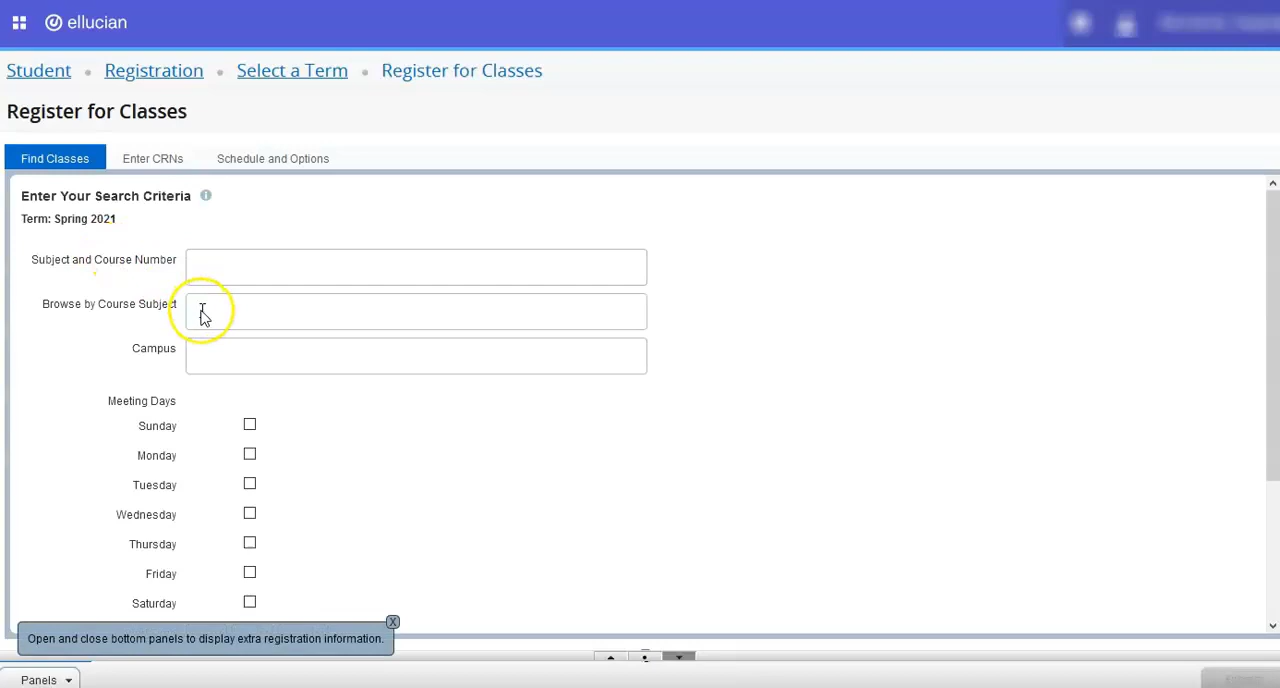 ellucian
Student • Registration • Select a Term • Register for Classes
Register for Classes
Find Classes Enter CRNs Schedule and Options
Enter Your Search Criteria
Term: Spring 2021
Subject and Course Number
Browse by Course Subject
Campus
Meeting Days
Sunday
Monday
Tuesday
Wednesday
Thursday
Friday
Saturday
X
Open and close bottom panels to display extra registration information.
Panels